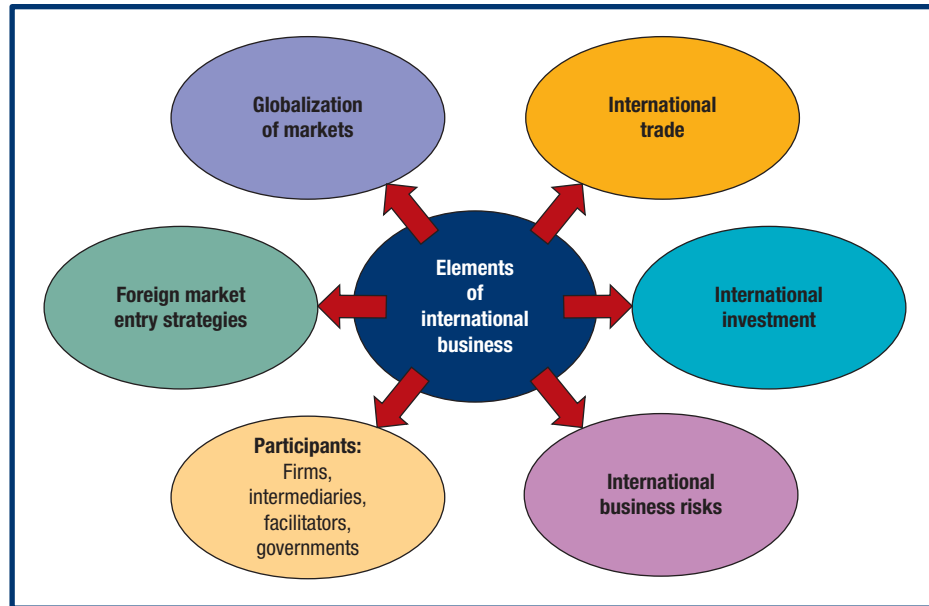 Globalization
of markets
International
trade
Foreign market
entry strategies
Elements
of
international
business
International
investment
Participants:
Firms,
intermediaries,
facilitators,
governments
International
business risks